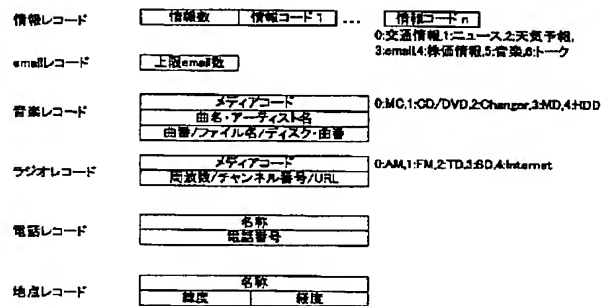 情報レコード 情報数 情報コード1 ... 情報コードn
0:交通情報,1:ニュース,2:天気予報,
3:email,4:株価情報,5:音楽,6:トーク
emailレコード 上限email数
音楽レコード メディアコード 0:MC,1:CD/DVD,2:Changer,3:MD,4:HDD
曲名・アーティスト名
曲番/ファイル名/ディスク・曲番
ラジオレコード メディアコード 0:AM,1:FM,2:TD,3:SD,4:Internet
周波数/チャンネル番号/URL
電話レコード 名称
電話番号
地点レコード 名称
緯度 経度